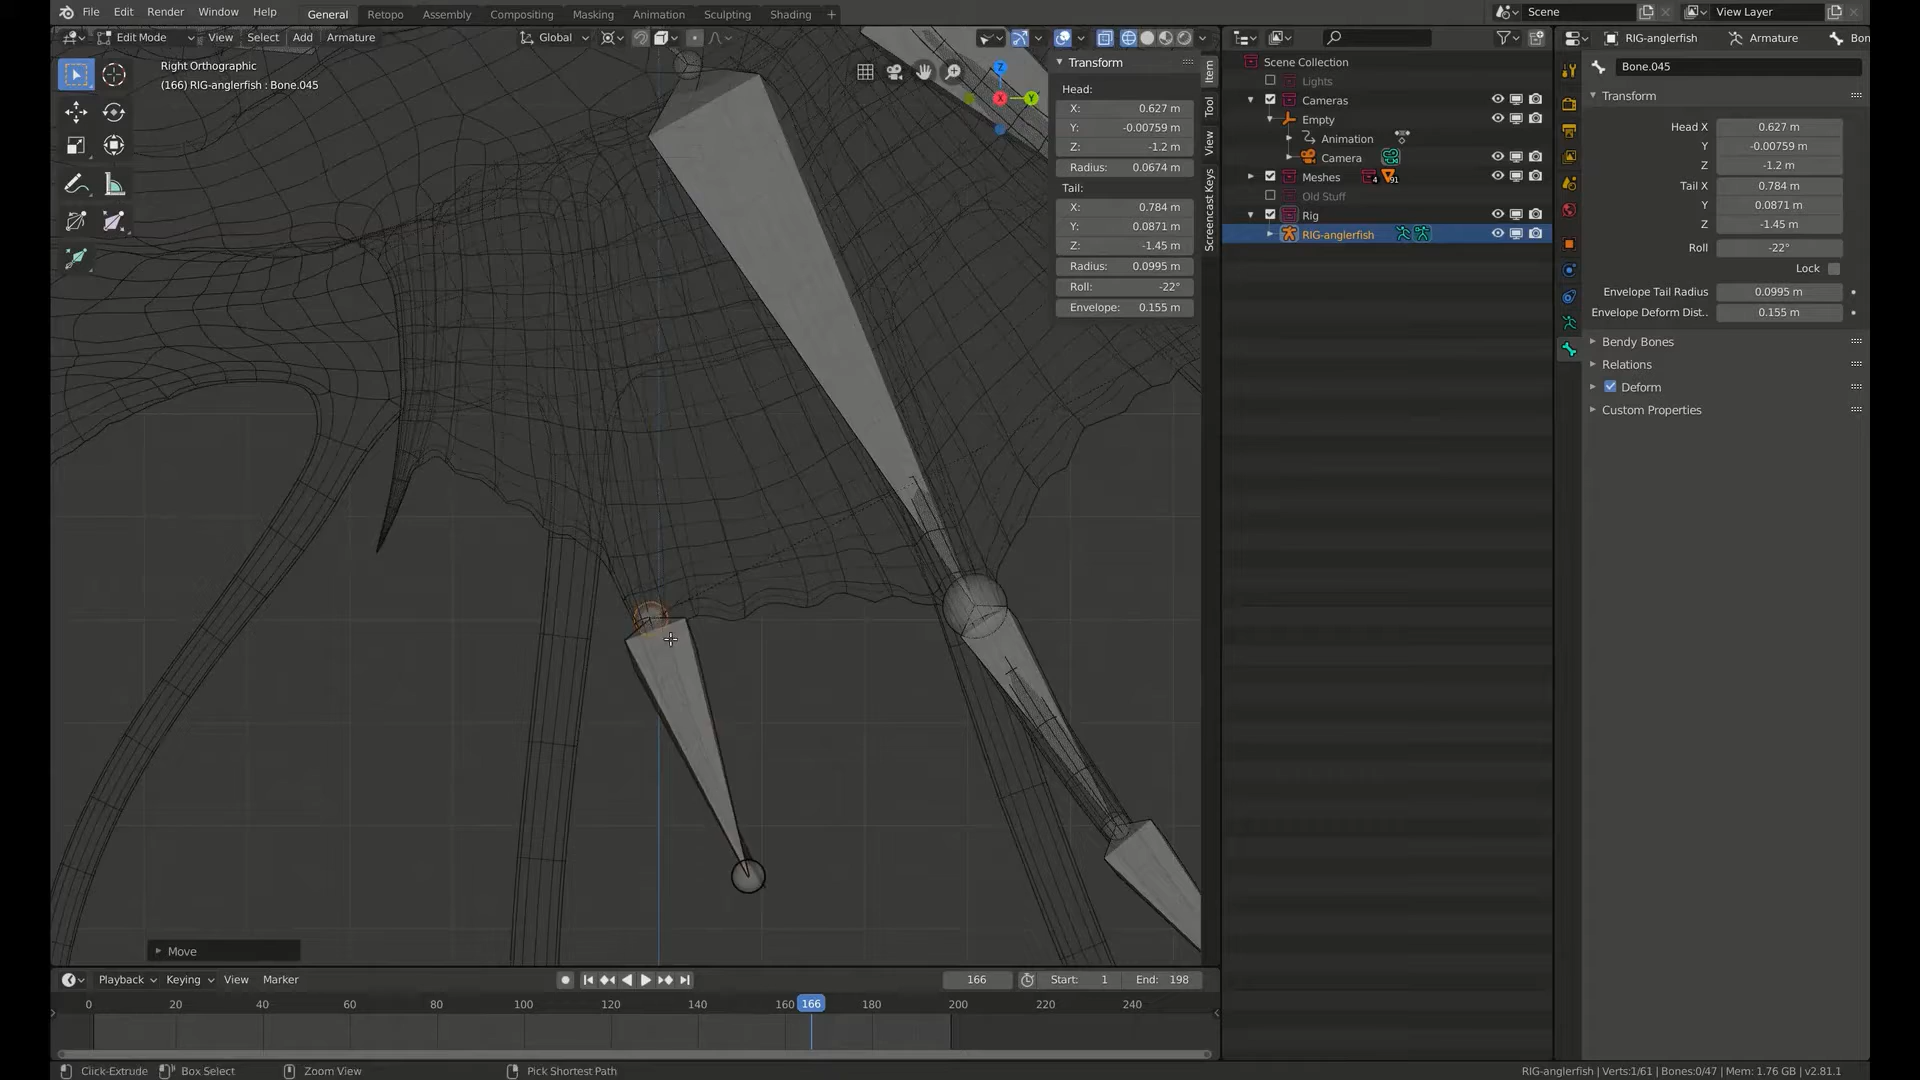 File Edit Render Window Help General Retopo Assembly Compositing Masking Animation Sculpting Shading + Scene View Layer
Edit Mode View Select Add Armature Global
Right Orthographic
(166) RIG-anglerfish : Bone.045
Z
X
Y
Transform
Head:
X: 0.627 m
Y: -0.00759 m
Z: -1.2 m
Radius: 0.0674 m
Tail:
X: 0.784 m
Y: 0.0871 m
Z: -1.45 m
Radius: 0.0995 m
Roll: -22°
Envelope: 0.155 m
Item
Tool
View
Screencast Keys
Scene Collection
Lights
Cameras
Empty
Animation
Camera
Meshes 4 91
Old Stuff
Rig
RIG-anglerfish
RIG-anglerfish Armature Bon
Bone.045
Transform
Head X 0.627 m
Y -0.00759 m
Z -1.2 m
Tail X 0.784 m
Y 0.0871 m
Z -1.45 m
Roll -22°
Lock
Envelope Tail Radius 0.0995 m
Envelope Deform Dist.. 0.155 m
Bendy Bones
Relations
Deform
Custom Properties
Move
Playback Keying View Marker 166 Start: 1 End: 198
0 20 40 60 80 100 120 140 160 166 180 200 220 240
Click-Extrude Box Select Zoom View Pick Shortest Path RIG-anglerfish | Verts:1/61 | Bones:0/47 | Mem: 1.76 GB | v2.81.1